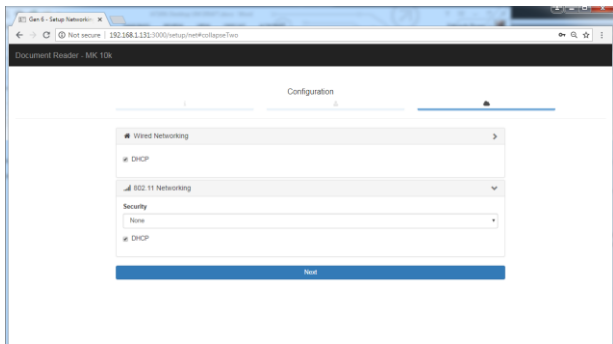 Gen 6 - Setup Networkin
Not secure | 192.168.1.131:3000/setup/net#collapseTwo
Document Reader - MK 10k
Configuration
Wired Networking
DHCP
802.11 Networking
Security
None
DHCP
Next